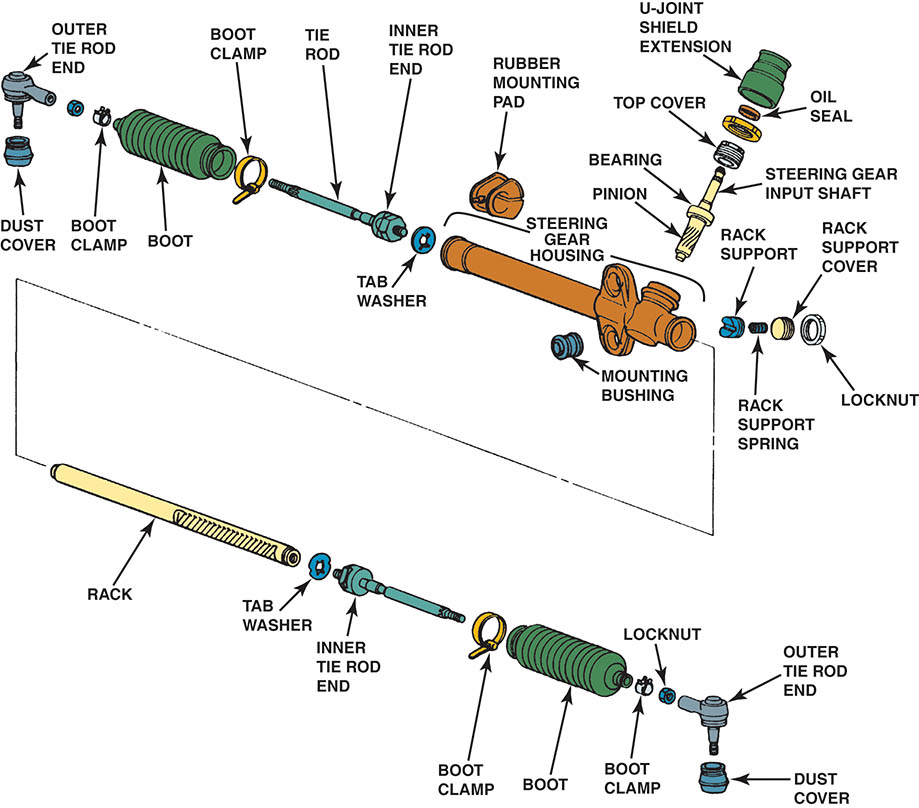 OUTER
TIE ROD
END
BOOT
CLAMP
TIE
ROD
INNER
TIE ROD
END
RUBBER
MOUNTING
PAD
U-JOINT
SHIELD
EXTENSION
TOP COVER
OIL
SEAL
BEARING
PINION
STEERING GEAR
INPUT SHAFT
DUST
COVER
BOOT
CLAMP
BOOT
TAB
WASHER
STEERING
GEAR
HOUSING
RACK
SUPPORT
RACK
SUPPORT
COVER
MOUNTING
BUSHING
RACK
SUPPORT
SPRING
LOCKNUT
RACK
TAB
WASHER
INNER
TIE ROD
END
BOOT
CLAMP
BOOT
LOCKNUT
BOOT
CLAMP
OUTER
TIE ROD
END
DUST
COVER